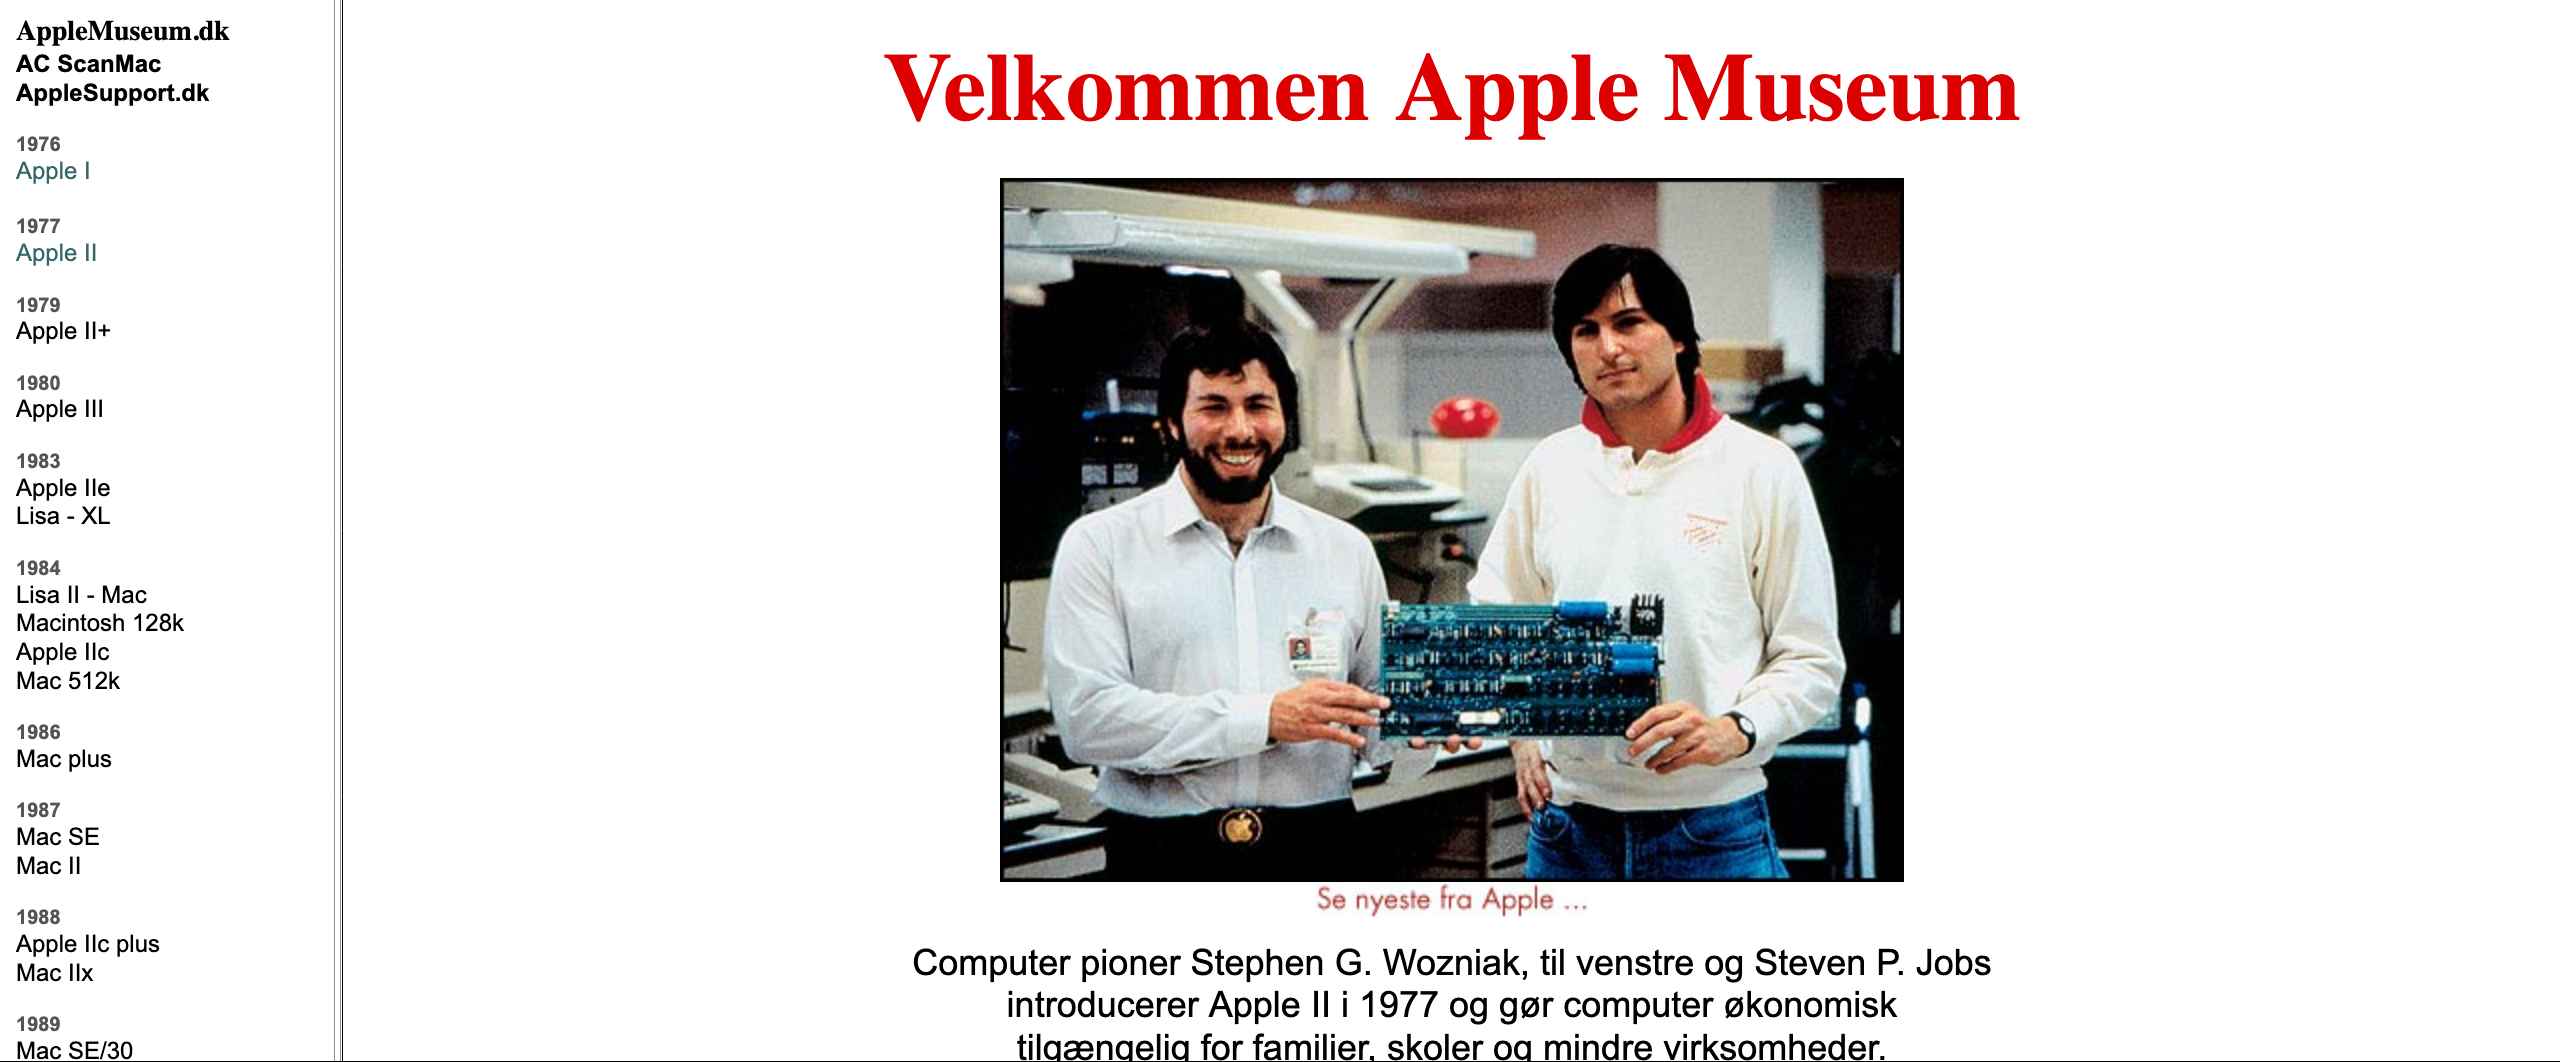 AppleMuseum.dk
AC ScanMac
AppleSupport.dk
1976
Apple I
1977
Apple II
1979
Apple II+
1980
Apple III
1983
Apple IIe
Lisa - XL
1984
Lisa II - Mac
Macintosh 128k
Apple IIc
Mac 512k
1986
Mac plus
1987
Mac SE
Mac II
1988
Apple IIc plus
Mac IIx
1989
Mac SE/30
Velkommen Apple Museum
Se nyeste fra Apple ...
Computer pioner Stephen G. Wozniak, til venstre og Steven P. Jobs
introducerer Apple II i 1977 og gør computer økonomisk
tilgængelig for familier, skoler og mindre virksomheder.